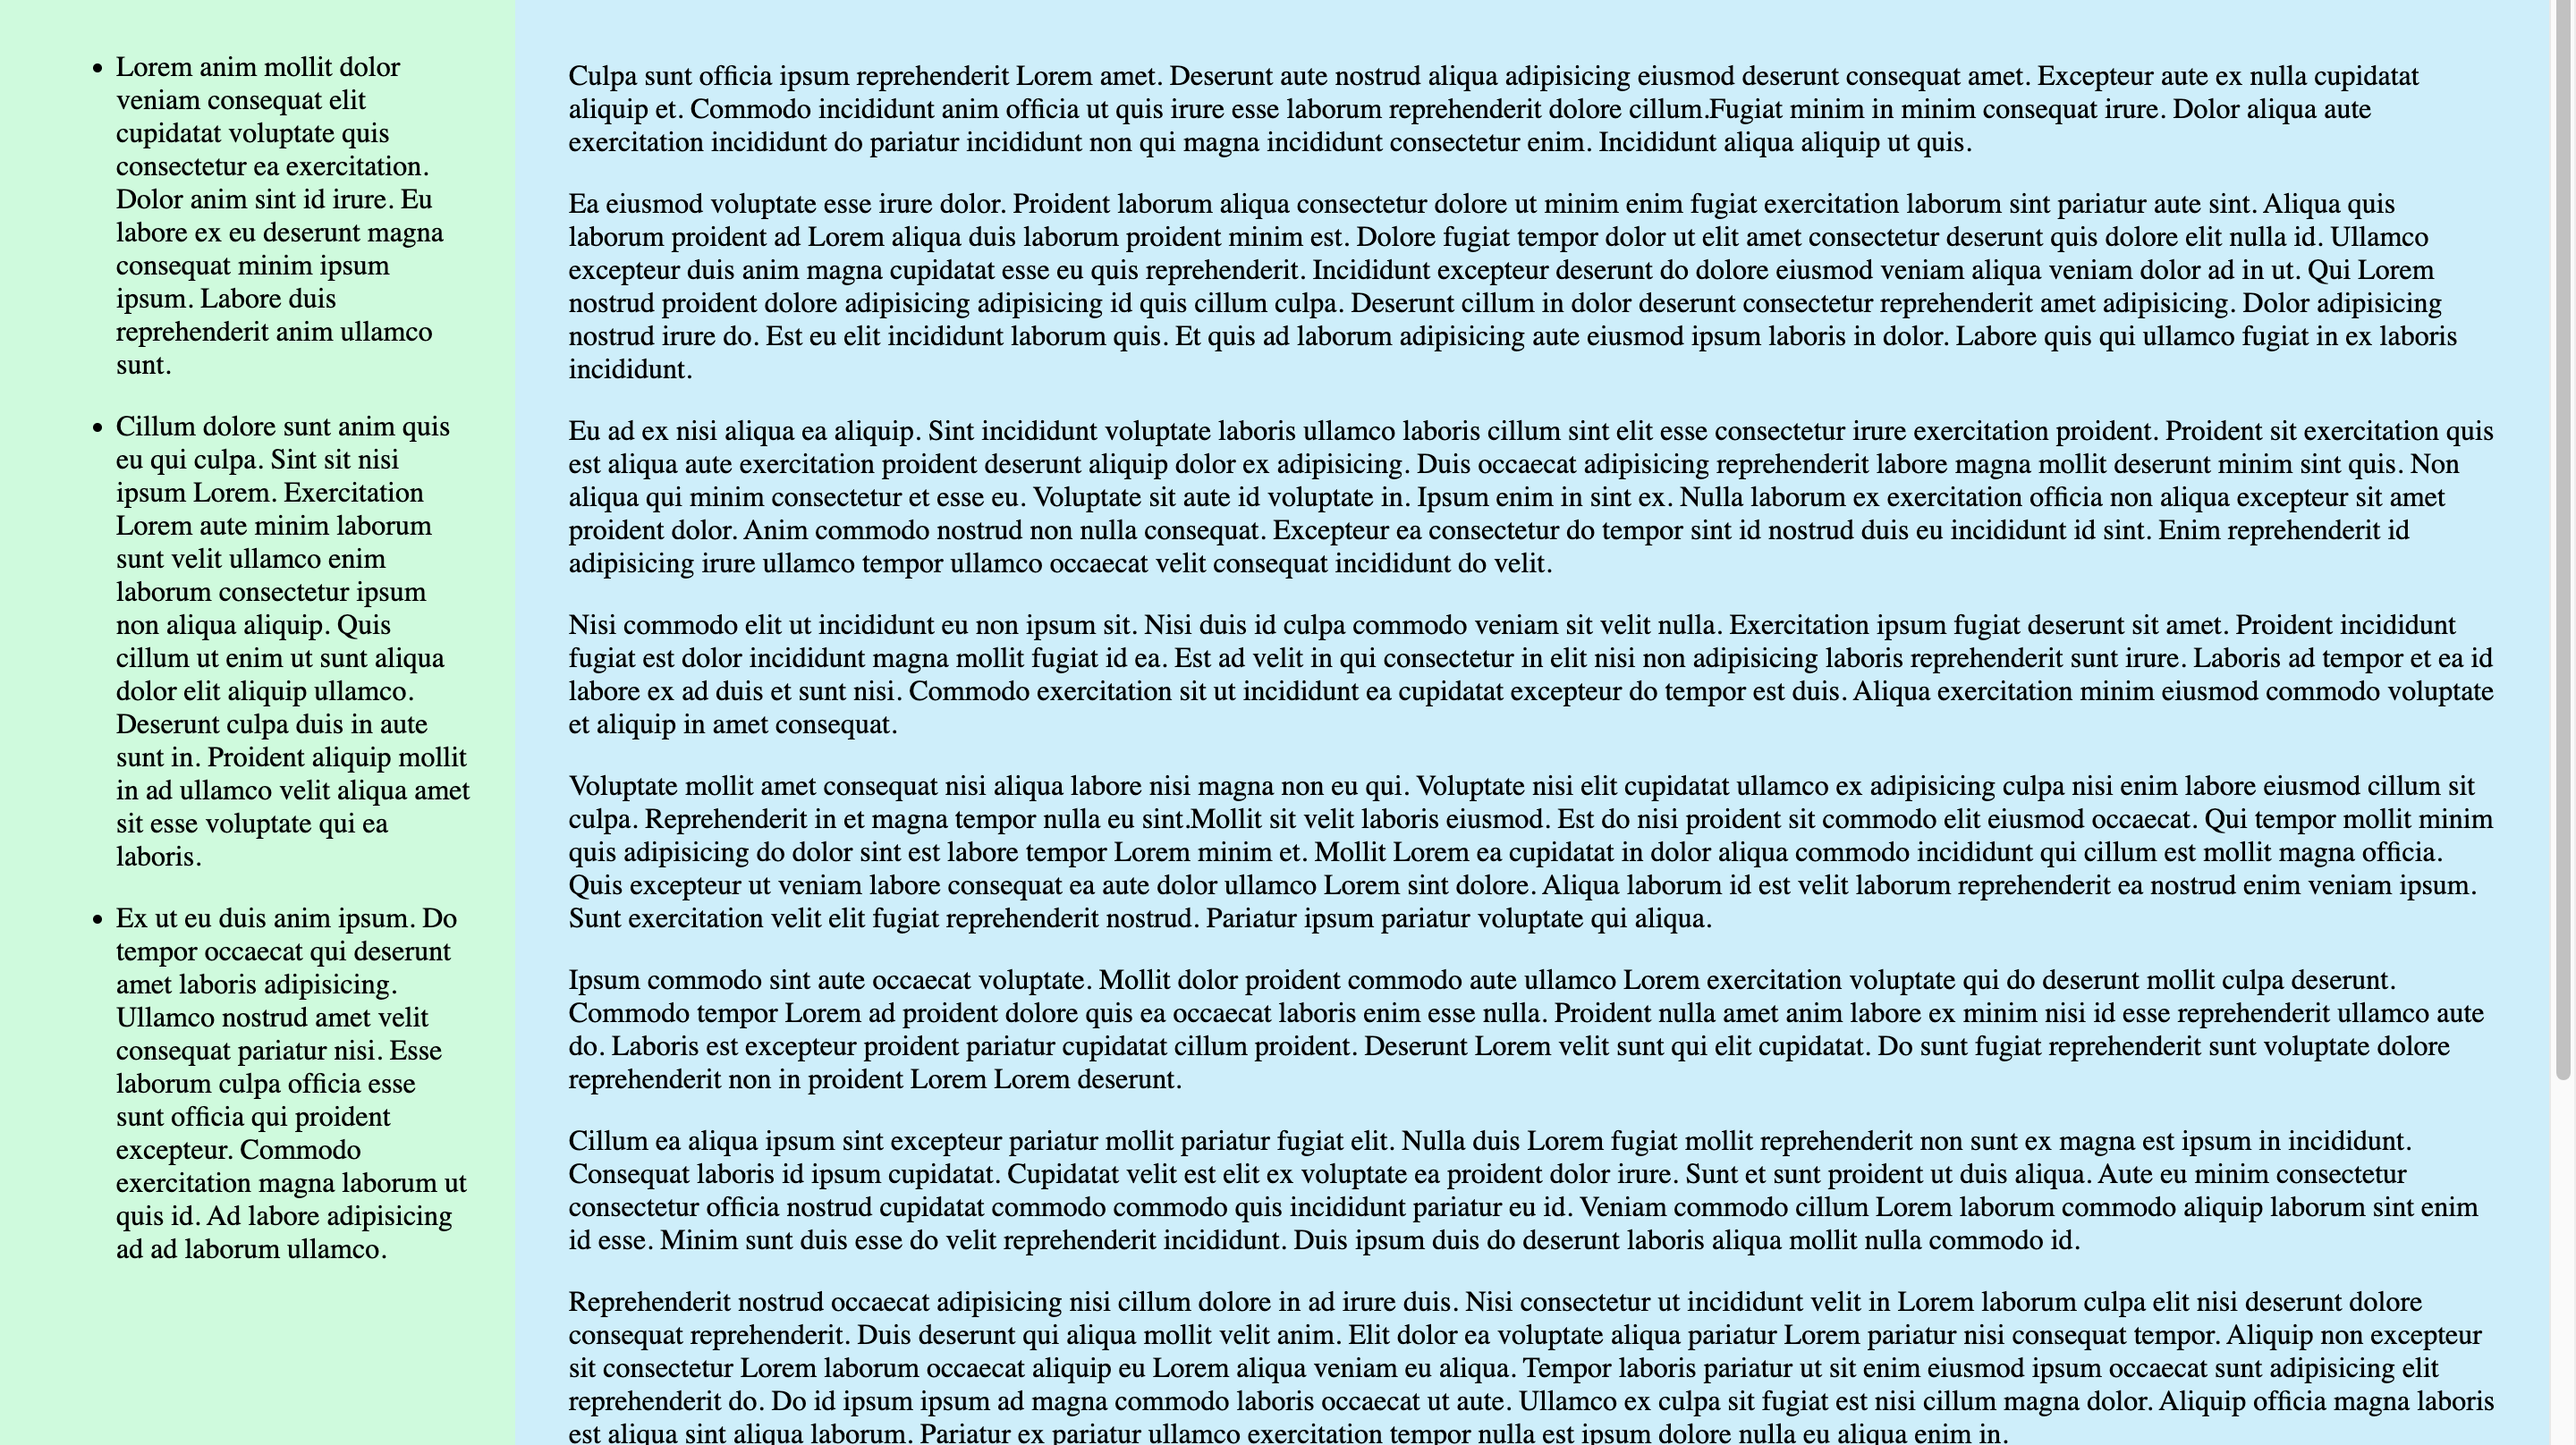 • Lorem anim mollit dolor
veniam consequat elit
cupidatat voluptate quis
consectetur ea exercitation.
Dolor anim sint id irure. Eu
labore ex eu deserunt magna
consequat minim ipsum
ipsum. Labore duis
reprehenderit anim ullamco
sunt.
• Cillum dolore sunt anim quis
eu qui culpa. Sint sit nisi
ipsum Lorem. Exercitation
Lorem aute minim laborum
sunt velit ullamco enim
laborum consectetur ipsum
non aliqua aliquip. Quis
cillum ut enim ut sunt aliqua
dolor elit aliquip ullamco.
Deserunt culpa duis in aute
sunt in. Proident aliquip mollit
in ad ullamco velit aliqua amet
sit esse voluptate qui ea
laboris.
• Ex ut eu duis anim ipsum. Do
tempor occaecat qui deserunt
amet laboris adipisicing.
Ullamco nostrud amet velit
consequat pariatur nisi. Esse
laborum culpa officia esse
sunt officia qui proident
excepteur. Commodo
exercitation magna laborum ut
quis id. Ad labore adipisicing
ad ad laborum ullamco.
Culpa sunt officia ipsum reprehenderit Lorem amet. Deserunt aute nostrud aliqua adipisicing eiusmod deserunt consequat amet. Excepteur aute ex nulla cupidatat
aliquip et. Commodo incididunt anim officia ut quis irure esse laborum reprehenderit dolore cillum.Fugiat minim in minim consequat irure. Dolor aliqua aute
exercitation incididunt do pariatur incididunt non qui magna incididunt consectetur enim. Incididunt aliqua aliquip ut quis.
Ea eiusmod voluptate esse irure dolor. Proident laborum aliqua consectetur dolore ut minim enim fugiat exercitation laborum sint pariatur aute sint. Aliqua quis
laborum proident ad Lorem aliqua duis laborum proident minim est. Dolore fugiat tempor dolor ut elit amet consectetur deserunt quis dolore elit nulla id. Ullamco
excepteur duis anim magna cupidatat esse eu quis reprehenderit. Incididunt excepteur deserunt do dolore eiusmod veniam aliqua veniam dolor ad in ut. Qui Lorem
nostrud proident dolore adipisicing adipisicing id quis cillum culpa. Deserunt cillum in dolor deserunt consectetur reprehenderit amet adipisicing. Dolor adipisicing
nostrud irure do. Est eu elit incididunt laborum quis. Et quis ad laborum adipisicing aute eiusmod ipsum laboris in dolor. Labore quis qui ullamco fugiat in ex laboris
incididunt.
Eu ad ex nisi aliqua ea aliquip. Sint incididunt voluptate laboris ullamco laboris cillum sint elit esse consectetur irure exercitation proident. Proident sit exercitation quis
est aliqua aute exercitation proident deserunt aliquip dolor ex adipisicing. Duis occaecat adipisicing reprehenderit labore magna mollit deserunt minim sint quis. Non
aliqua qui minim consectetur et esse eu. Voluptate sit aute id voluptate in. Ipsum enim in sint ex. Nulla laborum ex exercitation officia non aliqua excepteur sit amet
proident dolor. Anim commodo nostrud non nulla consequat. Excepteur ea consectetur do tempor sint id nostrud duis eu incididunt id sint. Enim reprehenderit id
adipisicing irure ullamco tempor ullamco occaecat velit consequat incididunt do velit.
Nisi commodo elit ut incididunt eu non ipsum sit. Nisi duis id culpa commodo veniam sit velit nulla. Exercitation ipsum fugiat deserunt sit amet. Proident incididunt
fugiat est dolor incididunt magna mollit fugiat id ea. Est ad velit in qui consectetur in elit nisi non adipisicing laboris reprehenderit sunt irure. Laboris ad tempor et ea id
labore ex ad duis et sunt nisi. Commodo exercitation sit ut incididunt ea cupidatat excepteur do tempor est duis. Aliqua exercitation minim eiusmod commodo voluptate
et aliquip in amet consequat.
Voluptate mollit amet consequat nisi aliqua labore nisi magna non eu qui. Voluptate nisi elit cupidatat ullamco ex adipisicing culpa nisi enim labore eiusmod cillum sit
culpa. Reprehenderit in et magna tempor nulla eu sint.Mollit sit velit laboris eiusmod. Est do nisi proident sit commodo elit eiusmod occaecat. Qui tempor mollit minim
quis adipisicing do dolor sint est labore tempor Lorem minim et. Mollit Lorem ea cupidatat in dolor aliqua commodo incididunt qui cillum est mollit magna officia.
Quis excepteur ut veniam labore consequat ea aute dolor ullamco Lorem sint dolore. Aliqua laborum id est velit laborum reprehenderit ea nostrud enim veniam ipsum.
Sunt exercitation velit elit fugiat reprehenderit nostrud. Pariatur ipsum pariatur voluptate qui aliqua.
Ipsum commodo sint aute occaecat voluptate. Mollit dolor proident commodo aute ullamco Lorem exercitation voluptate qui do deserunt mollit culpa deserunt.
Commodo tempor Lorem ad proident dolore quis ea occaecat laboris enim esse nulla. Proident nulla amet anim labore ex minim nisi id esse reprehenderit ullamco aute
do. Laboris est excepteur proident pariatur cupidatat cillum proident. Deserunt Lorem velit sunt qui elit cupidatat. Do sunt fugiat reprehenderit sunt voluptate dolore
reprehenderit non in proident Lorem Lorem deserunt.
Cillum ea aliqua ipsum sint excepteur pariatur mollit pariatur fugiat elit. Nulla duis Lorem fugiat mollit reprehenderit non sunt ex magna est ipsum in incididunt.
Consequat laboris id ipsum cupidatat. Cupidatat velit est elit ex voluptate ea proident dolor irure. Sunt et sunt proident ut duis aliqua. Aute eu minim consectetur
consectetur officia nostrud cupidatat commodo commodo quis incididunt pariatur eu id. Veniam commodo cillum Lorem laborum commodo aliquip laborum sint enim
id esse. Minim sunt duis esse do velit reprehenderit incididunt. Duis ipsum duis do deserunt laboris aliqua mollit nulla commodo id.
Reprehenderit nostrud occaecat adipisicing nisi cillum dolore in ad irure duis. Nisi consectetur ut incididunt velit in Lorem laborum culpa elit nisi deserunt dolore
consequat reprehenderit. Duis deserunt qui aliqua mollit velit anim. Elit dolor ea voluptate aliqua pariatur Lorem pariatur nisi consequat tempor. Aliquip non excepteur
sit consectetur Lorem laborum occaecat aliquip eu Lorem aliqua veniam eu aliqua. Tempor laboris pariatur ut sit enim eiusmod ipsum occaecat sunt adipisicing elit
reprehenderit do. Do id ipsum ipsum ad magna commodo laboris occaecat ut aute. Ullamco ex culpa sit fugiat est nisi cillum magna dolor. Aliquip officia magna laboris
est aliqua sint aliqua laborum. Pariatur ex pariatur ullamco exercitation tempor nulla est ipsum dolore nulla eu aliqua enim in.